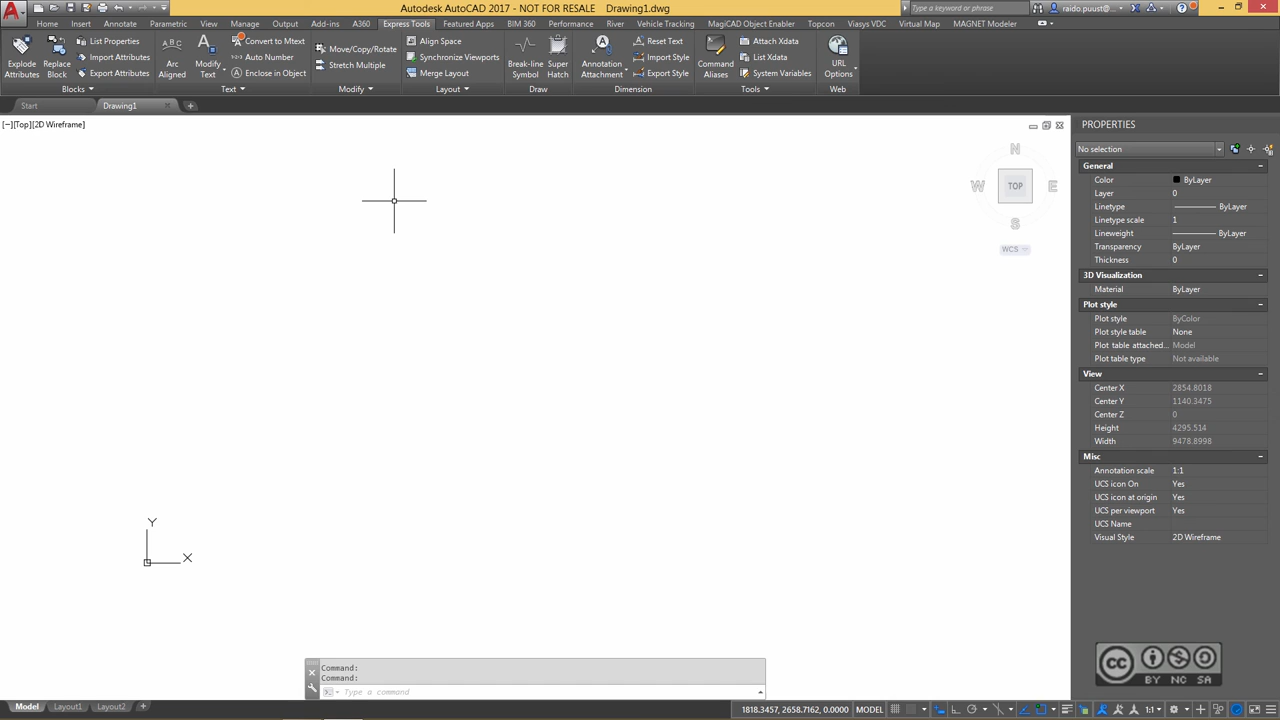 Autodesk AutoCAD 2017 - NOT FOR RESALE Drawing1.dwg
Type a keyword or phrase
raido.puust@...
Home Insert Annotate Parametric View Manage Output Add-ins A360 Express Tools Featured Apps BIM 360 Performance River Vehicle Tracking MagiCAD Object Enabler Topcon Vianova Virtual Map MAGNET Modeler
Explode Attributes
Replace Block
List Properties
Import Attributes
Export Attributes
Blocks
Arc Aligned
Modify Text
Convert to Mtext
Auto Number
Enclose in Object
Text
Move/Copy/Rotate
Stretch Multiple
Modify
Align Space
Synchronize Viewports
Merge Layout
Layout
Break-line Symbol
Super Hatch
Draw
Annotation Attachment
Reset Text
Import Style
Export Style
Dimension
Command Aliases
Attach Xdata
List Xdata
System Variables
Tools
URL Options
Web
Start Drawing1
[−][Top][2D Wireframe]
N
W TOP E
S
WCS
Y
X
PROPERTIES
No selection
General
Color ByLayer
Layer 0
Linetype ByLayer
Linetype scale 1
Lineweight ByLayer
Transparency ByLayer
Thickness 0
3D Visualization
Material ByLayer
Plot style
Plot style ByColor
Plot style table None
Plot table attached... Model
Plot table type Not available
View
Center X 2854.8018
Center Y 1140.3475
Center Z 0
Height 4295.514
Width 9478.8998
Misc
Annotation scale 1:1
UCS icon On Yes
UCS icon at origin Yes
UCS per viewport Yes
UCS Name
Visual Style 2D Wireframe
cc
BY NC SA
Command:
Command:
Type a command
Model Layout1 Layout2
1818.3457, 2658.7162, 0.0000 MODEL 1:1